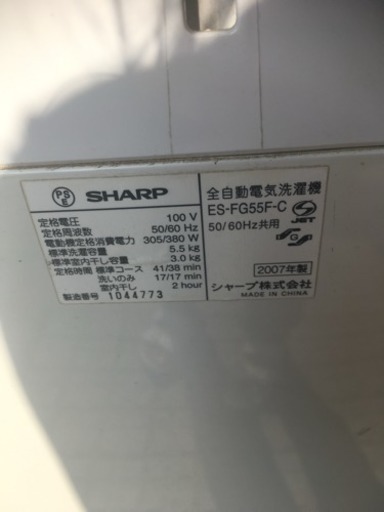 PS
E
SHARP
定格電圧 100 V
定格周波数 50/60 Hz
電動機定格消費電力 305/380 W
標準洗濯容量 5.5 kg
標準室内干し容量 3.0 kg
定格時間 標準コース 41/38 min
洗いのみ 17/17 min
室内干し 2 hour
製造番号 1044773
全自動電気洗濯機
ES-FG55F-C
JET
50/60Hz共用
2007年製
シャープ株式会社
MADE IN CHINA